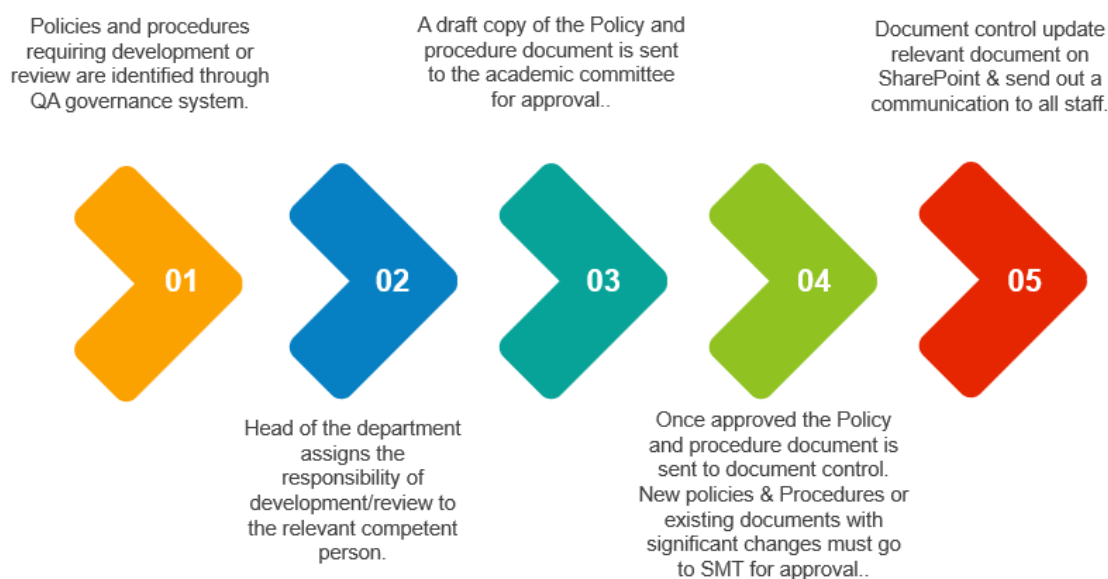 Policies and procedures
requiring development or
review are identified through
QA governance system.
A draft copy of the Policy and
procedure document is sent
to the academic committee
for approval..
Document control update
relevant document on
SharePoint & send out a
communication to all staff.
01
02
03
04
05
Head of the department
assigns the
responsibility of
development/review to
the relevant competent
person.
Once approved the Policy
and procedure document is
sent to document control.
New policies & Procedures or
existing documents with
significant changes must go
to SMT for approval..